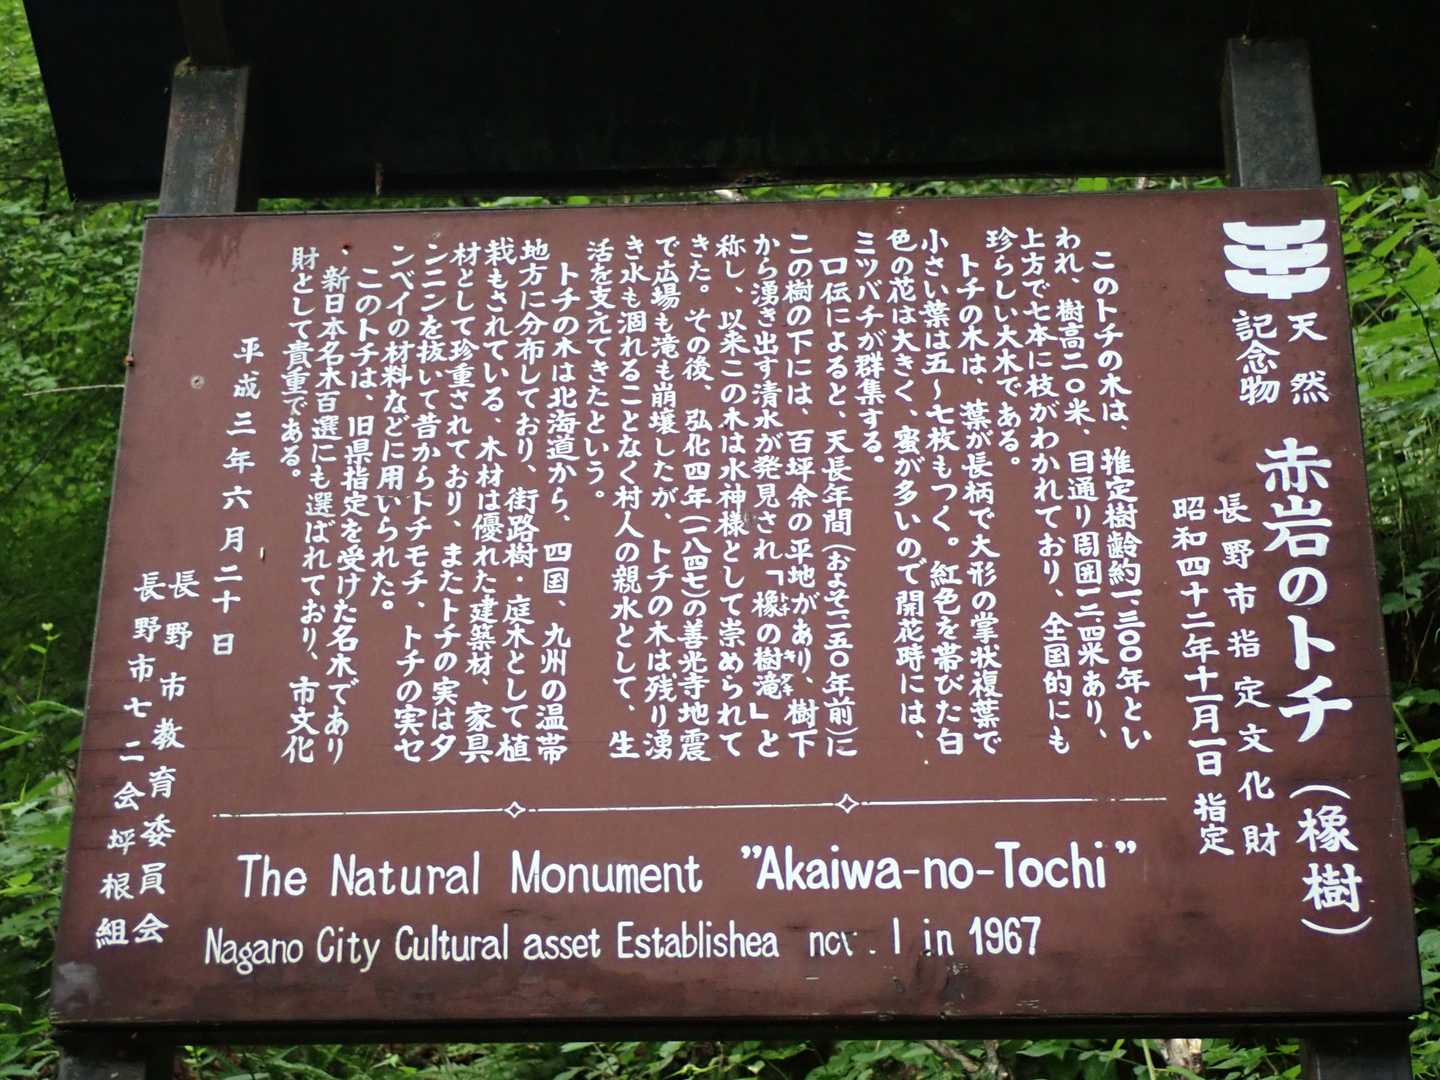 天然
記念物
赤岩のトチ（橡樹）
長野市指定文化財
昭和四十二年十一月一日指定
このトチの木は、推定樹齢約一、三〇〇年とい
われ、樹高二〇米、目通り周囲一二.四米あり、
上方で七本に枝がわかれており、全国的にも
珍らしい大木である。
トチの木は、葉が長柄で大形の掌状複葉で
小さい葉は五～七枚もつく。紅色を帯びた白
色の花は大きく、蜜が多いので開花時には、
ミツバチが群集する。
口伝によると、天長年間（およそ一一五〇年前）に
この樹の下には、百坪余の平地があり、樹下
から湧き出す清水が発見され「橡の樹滝」と
称し、以来この木は水神様として崇められて
きた。その後、弘化四年（一八四七）の善光寺地震
で広場も滝も崩壊したが、トチの木は残り湧
き水も涸れることなく村人の親水として、生
活を支えてきたという。
トチの木は北海道から、四国、九州の温帯
地方に分布しており、街路樹・庭木として植
栽もされている、木材は優れた建築材、家具
材として珍重されており、またトチの実はタ
ンニンを抜いて昔からトチモチ、トチの実セ
ンベイの材料などに用いられた。
このトチは、旧県指定を受けた名木であり
、新日本名木百選にも選ばれており、市文化
財として貴重である。
平成三年六月二十日
長野市教育委員会
長野市七二会坪根組
The Natural Monument "Akaiwa-no-Tochi"
Nagano City Cultural asset Establishea nov. 1 in 1967